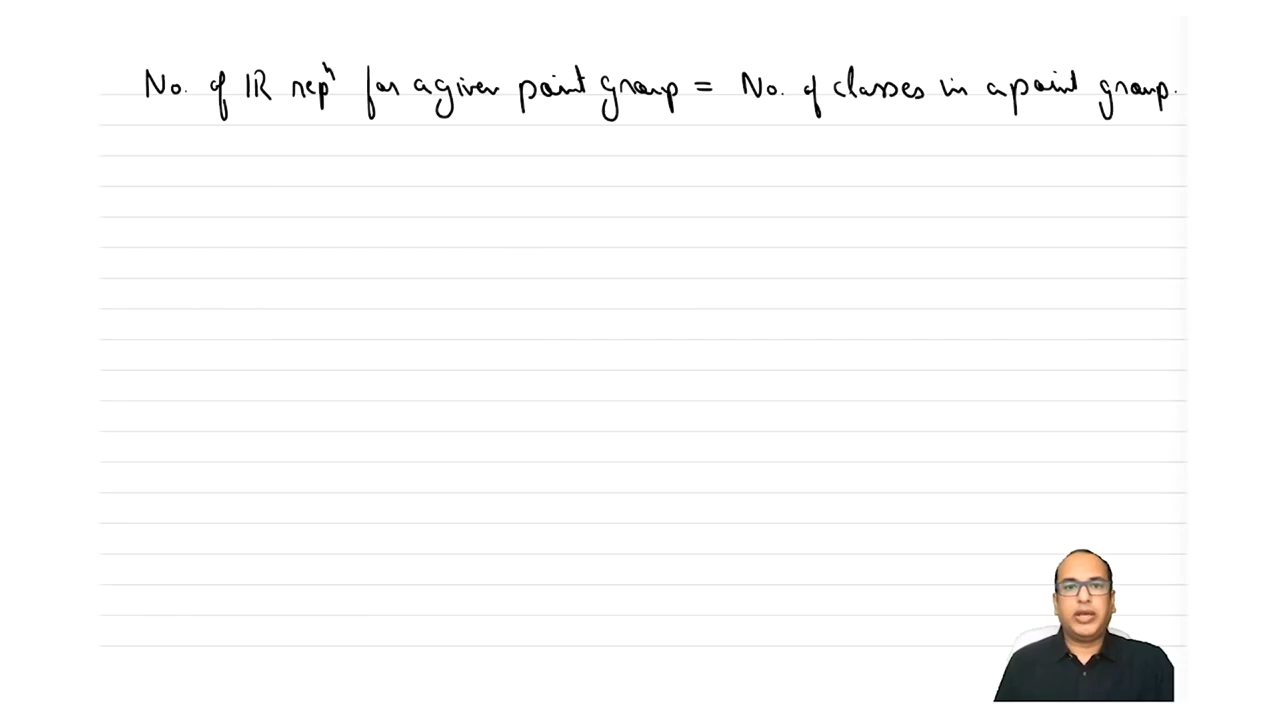 No. of IR repⁿ for a given point group = No. of classes in a point group.